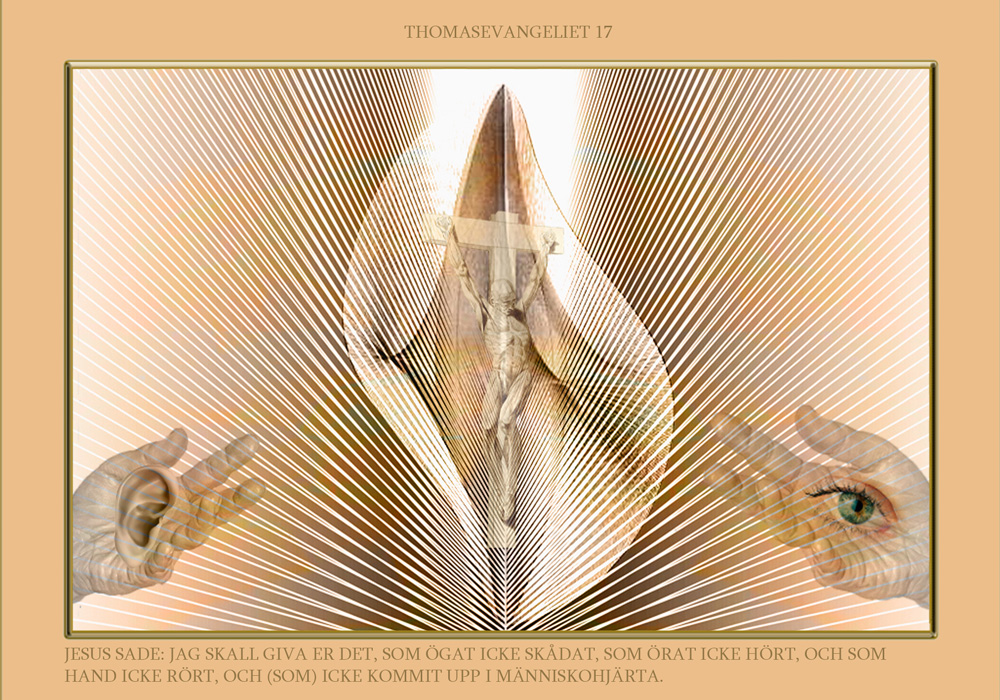 THOMASEVANGELIET 17
JESUS SADE: JAG SKALL GIVA ER DET, SOM ÖGAT ICKE SKÅDAT, SOM ÖRAT ICKE HÖRT, OCH SOM
HAND ICKE RÖRT, OCH (SOM) ICKE KOMMIT UPP I MÄNNISKOHJÄRTA.